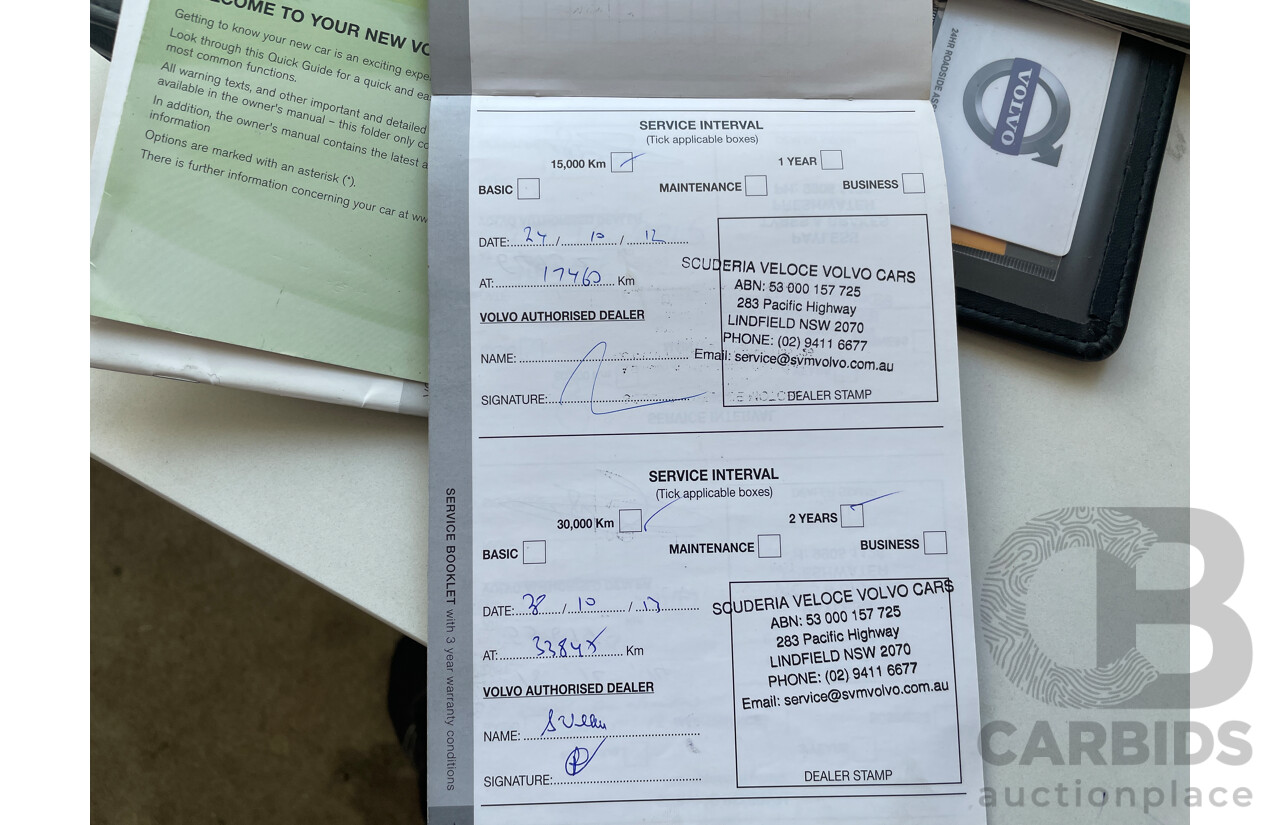 WELCOME TO YOUR NEW VO
Getting to know your new car is an exciting expe
Look through this Quick Guide for a quick and ea
most common functions.
All warning texts, and other important and detailed
available in the owner's manual – this folder only co
In addition, the owner's manual contains the latest a
information
Options are marked with an asterisk (*).
There is further information concerning your car at ww
24HR ROADSIDE ASS
VOLVO
SERVICE INTERVAL
(Tick applicable boxes)
15,000 Km 1 YEAR
BASIC MAINTENANCE BUSINESS
DATE: 24 / 10 / 12
AT: 17460 Km
VOLVO AUTHORISED DEALER
NAME:
SIGNATURE:
SCUDERIA VELOCE VOLVO CARS
ABN: 53 000 157 725
283 Pacific Highway
LINDFIELD NSW 2070
PHONE: (02) 9411 6677
Email: service@svmvolvo.com.au
DEALER STAMP
SERVICE INTERVAL
(Tick applicable boxes)
30,000 Km 2 YEARS
BASIC MAINTENANCE BUSINESS
DATE: / 10 / 13
AT: Km
VOLVO AUTHORISED DEALER
NAME:
SIGNATURE:
SCUDERIA VELOCE VOLVO CARS
ABN: 53 000 157 725
283 Pacific Highway
LINDFIELD NSW 2070
PHONE: (02) 9411 6677
Email: service@svmvolvo.com.au
DEALER STAMP
SERVICE BOOKLET with 3 year warranty conditions
CB
CARBIDS
auctionplace